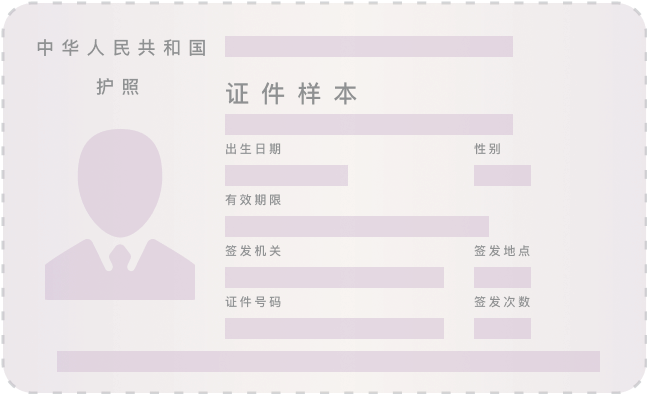 中华人民共和国
护照
证件样本
出生日期 性别
有效期限
签发机关 签发地点
证件号码 签发次数